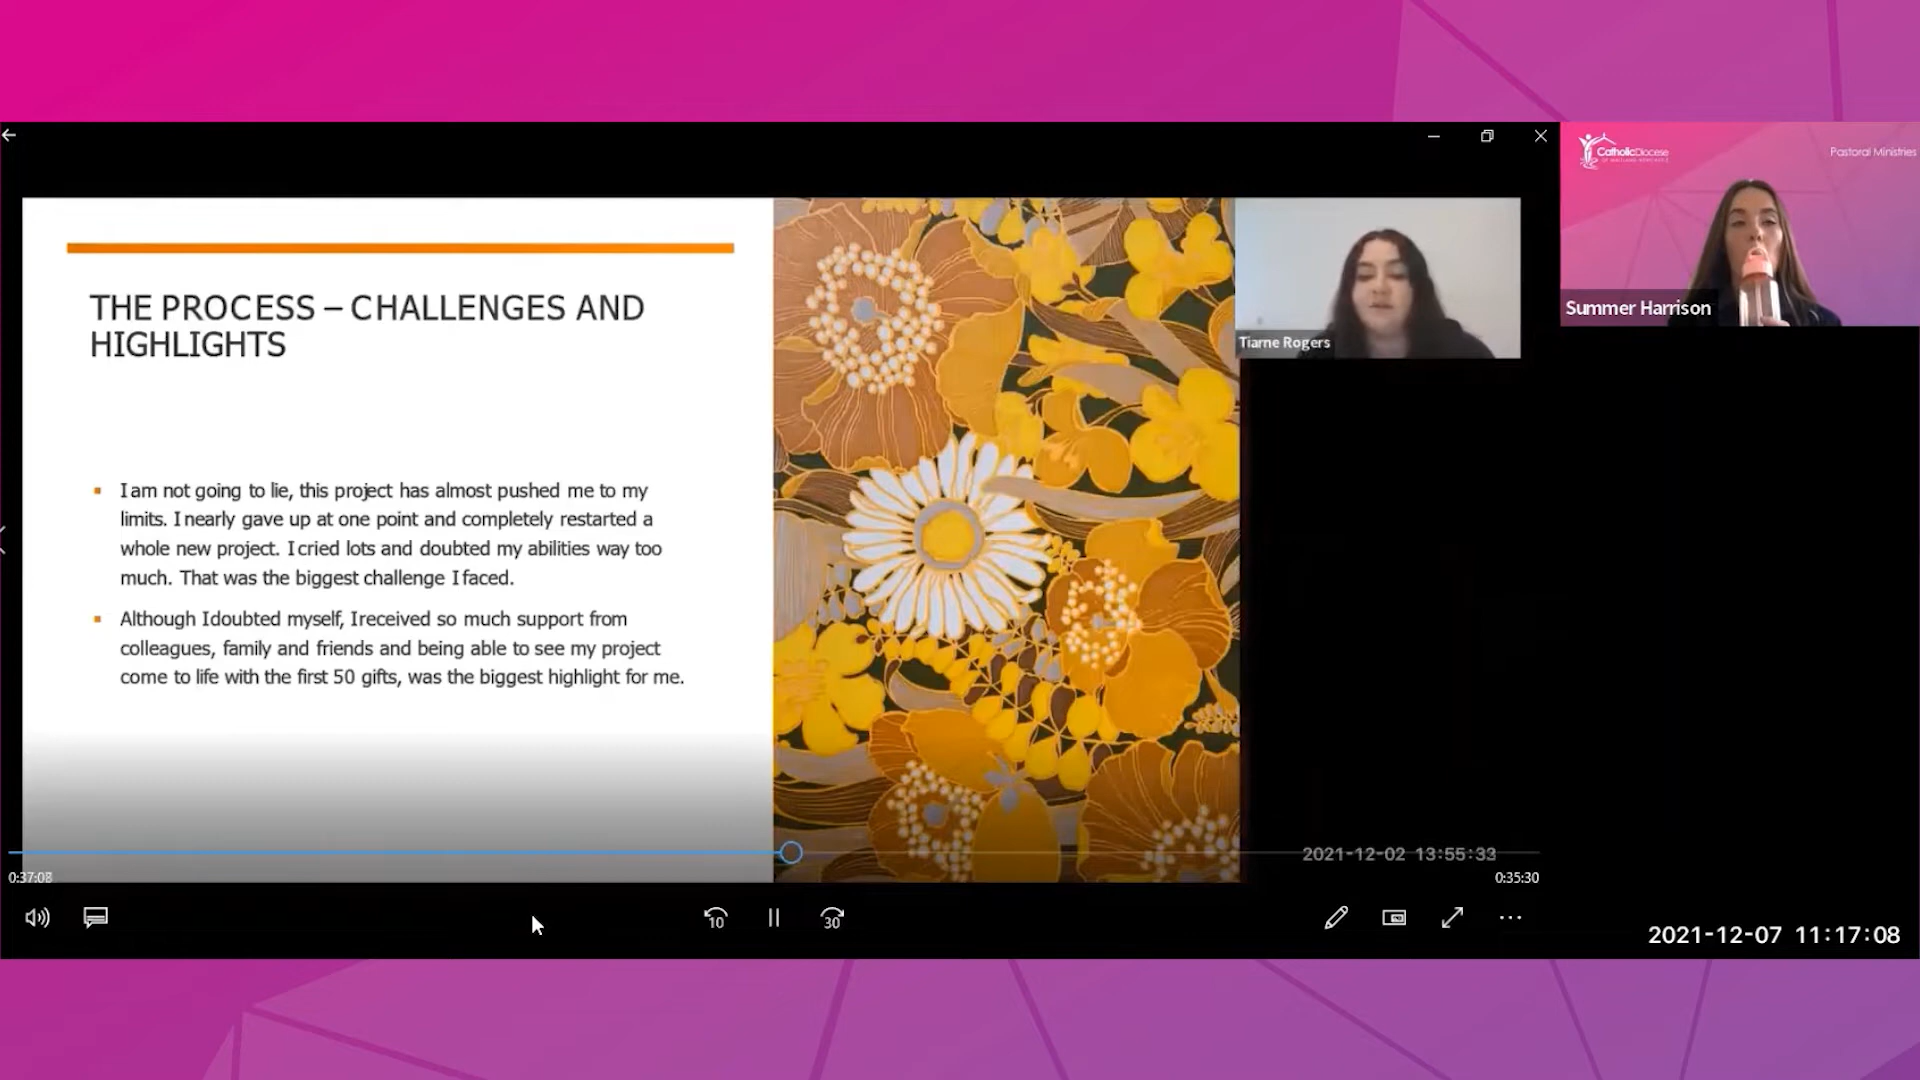 CatholicDiocese
Pastoral Ministries
THE PROCESS – CHALLENGES AND
HIGHLIGHTS
Tiarne Rogers
Summer Harrison
I am not going to lie, this project has almost pushed me to my
limits. I nearly gave up at one point and completely restarted a
whole new project. I cried lots and doubted my abilities way too
much. That was the biggest challenge I faced.
Although I doubted myself, I received so much support from
colleagues, family and friends and being able to see my project
come to life with the first 50 gifts, was the biggest highlight for me.
2021-12-02 13:55:33
0:37:08
0:35:30
10
30
2021-12-07 11:17:08